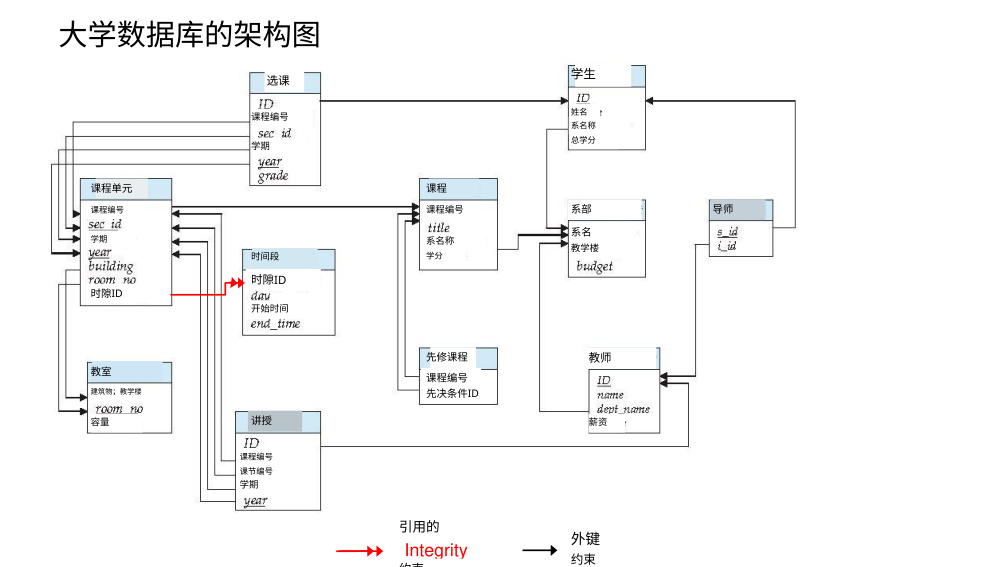 大学数据库的架构图
选课
ID
课程编号
sec_id
学期
year
grade
学生
ID
姓名
系名称
总学分
课程单元
课程编号
sec_id
学期
year
building
room_no
时隙ID
课程
课程编号
title
系名称
学分
系部
系名
教学楼
budget
导师
s_id
i_id
时间段
时隙ID
day
开始时间
end_time
先修课程
课程编号
先决条件ID
教师
ID
name
dept_name
薪资
教室
建筑物；教学楼
room_no
容量
讲授
ID
课程编号
课节编号
学期
year
引用的
Integrity
约束
外键
约束